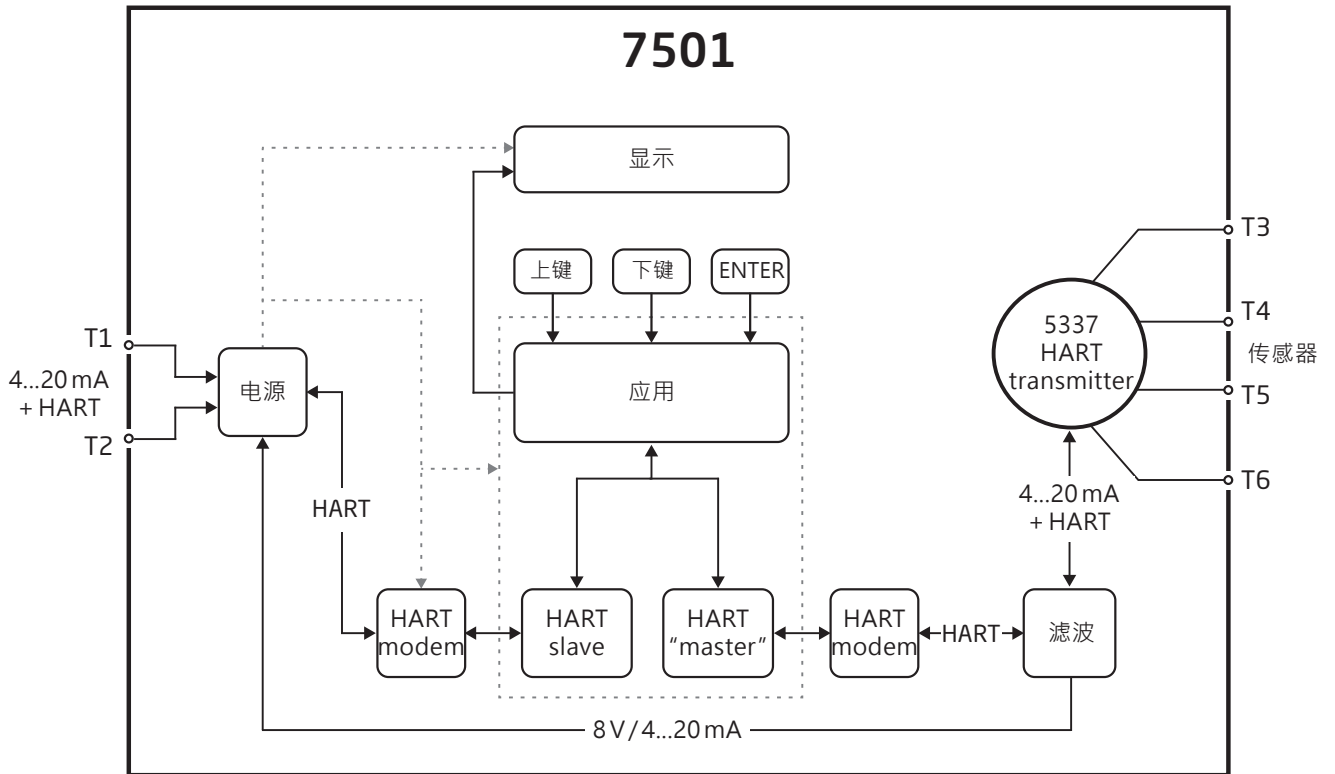 7501
显示
上键
下键
ENTER
T3
T1
4...20 mA
+ HART
T2
电源
应用
5337
HART
transmitter
T4
传感器
T5
T6
HART
4...20 mA
+ HART
HART
modem
HART
slave
HART
“master”
HART
modem
HART
滤波
8 V / 4...20 mA